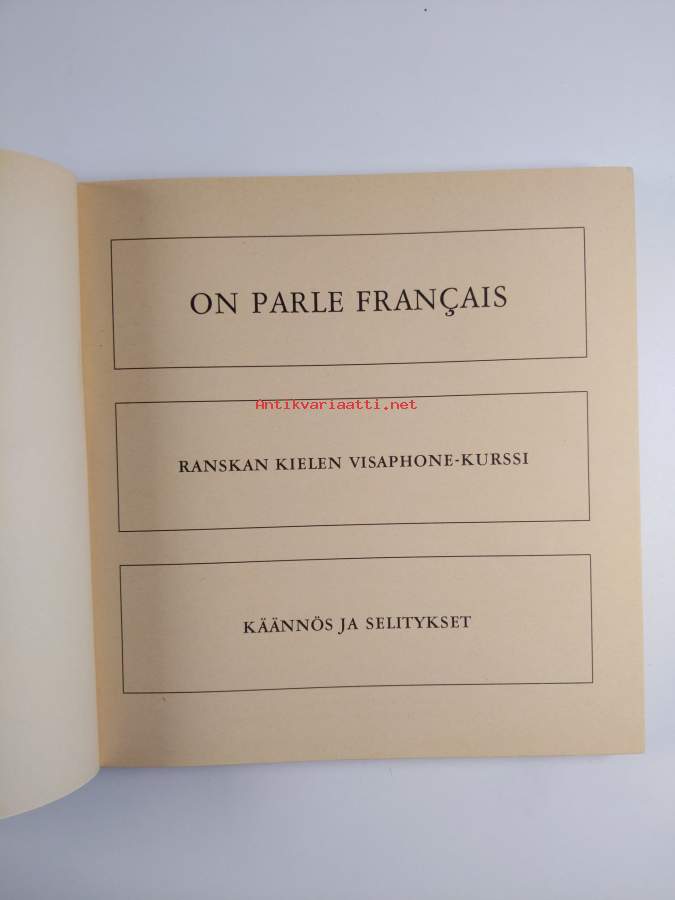 ON PARLE FRANÇAIS
Antikvariaatti.net
RANSKAN KIELEN VISAPHONE-KURSSI
KÄÄNNÖS JA SELITYKSET